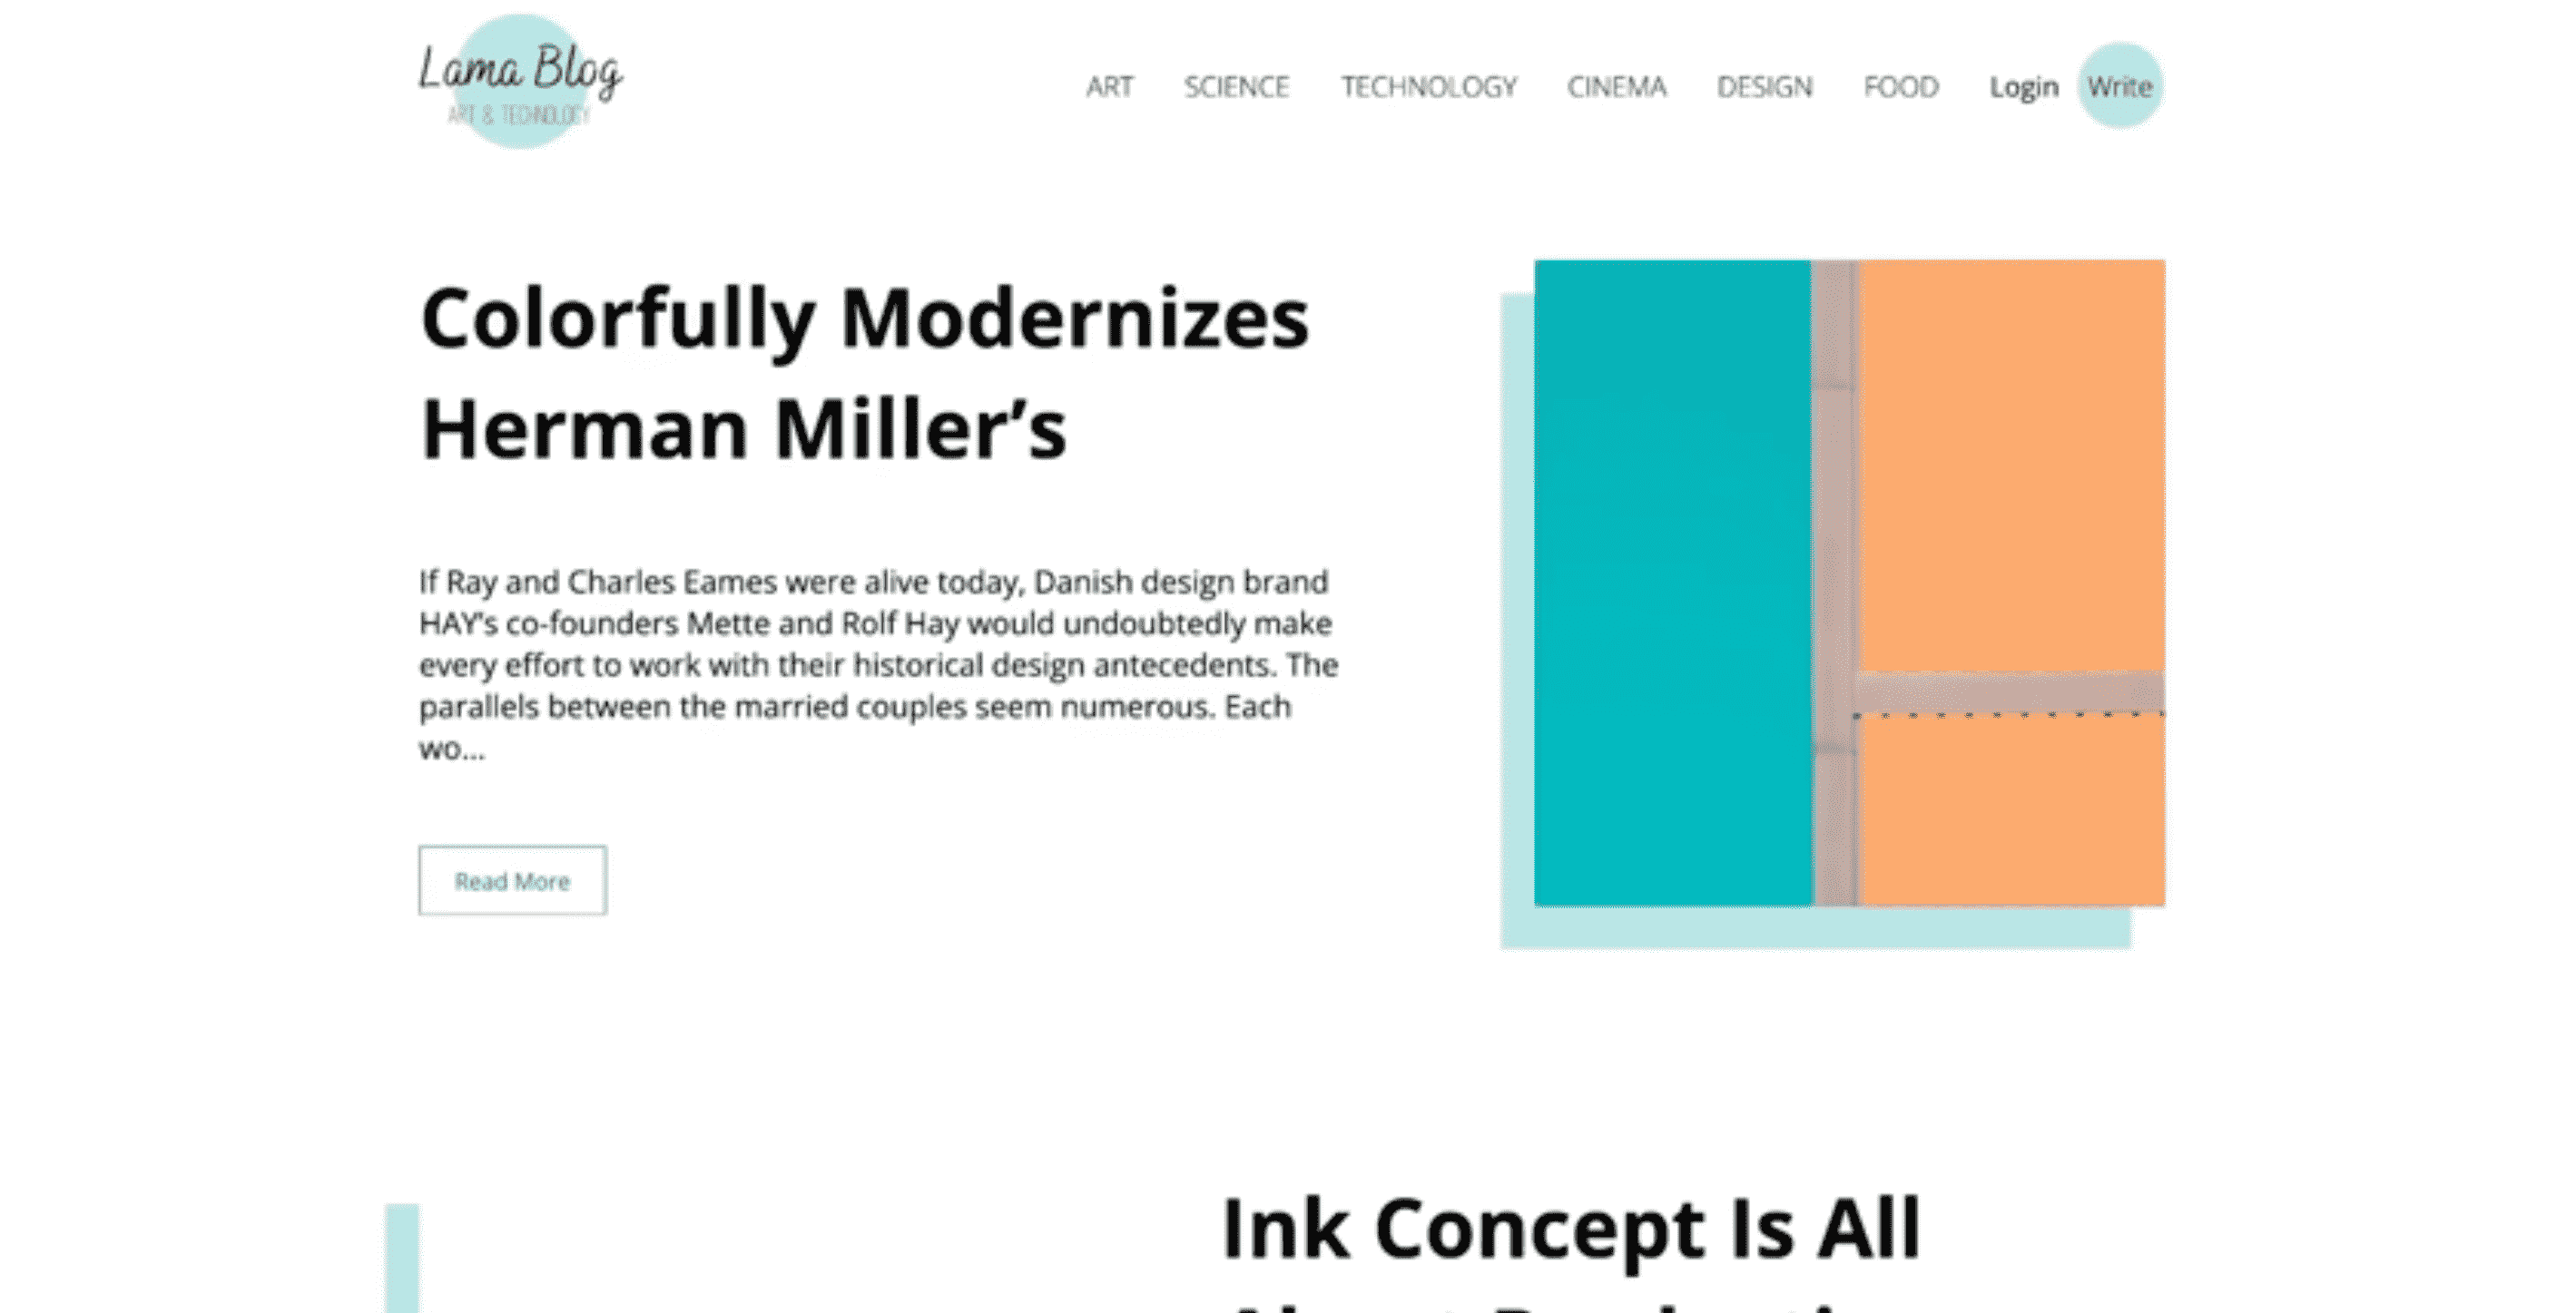 Lama Blog
ART & TECHNOLOGY
ART SCIENCE TECHNOLOGY CINEMA DESIGN FOOD Login Write
Colorfully Modernizes
Herman Miller’s
If Ray and Charles Eames were alive today, Danish design brand
HAY’s co-founders Mette and Rolf Hay would undoubtedly make
every effort to work with their historical design antecedents. The
parallels between the married couples seem numerous. Each
wo...
Read More
Ink Concept Is All